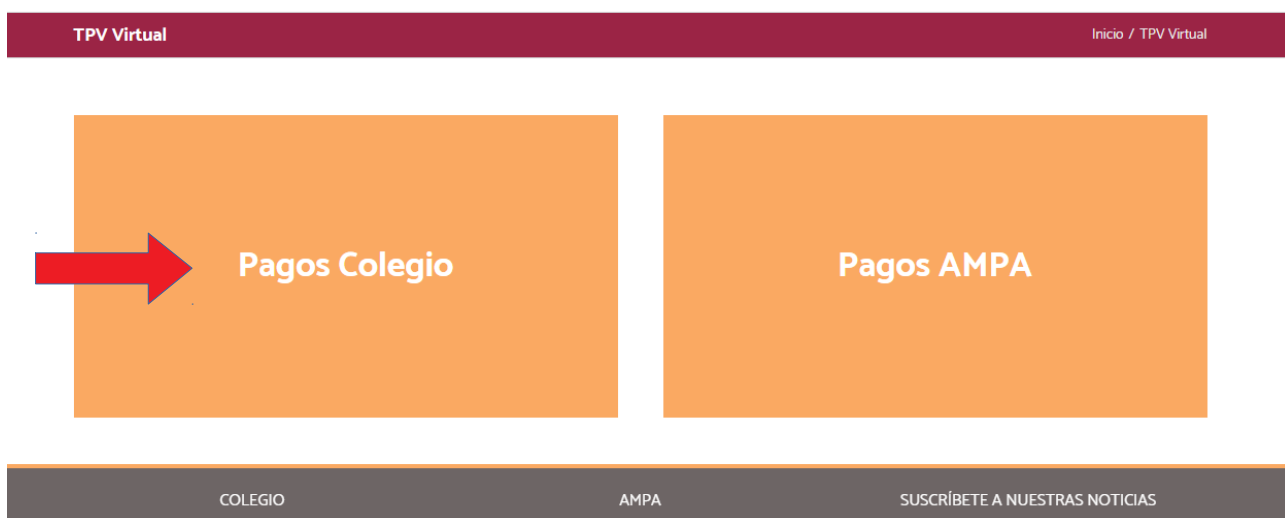 TPV Virtual
Inicio / TPV Virtual
Pagos Colegio
Pagos AMPA
COLEGIO
AMPA
SUSCRÍBETE A NUESTRAS NOTICIAS